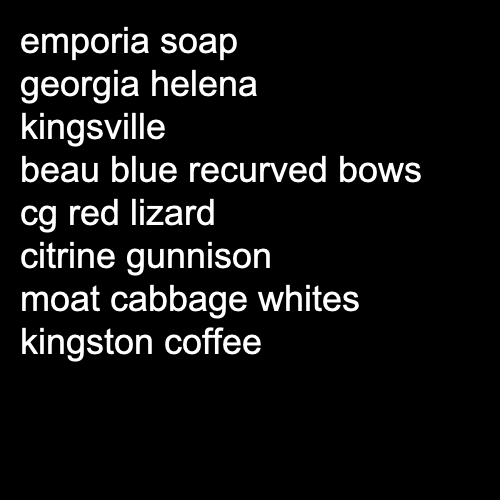 emporia soap
georgia helena
kingsville
beau blue recurved bows
cg red lizard
citrine gunnison
moat cabbage whites
kingston coffee